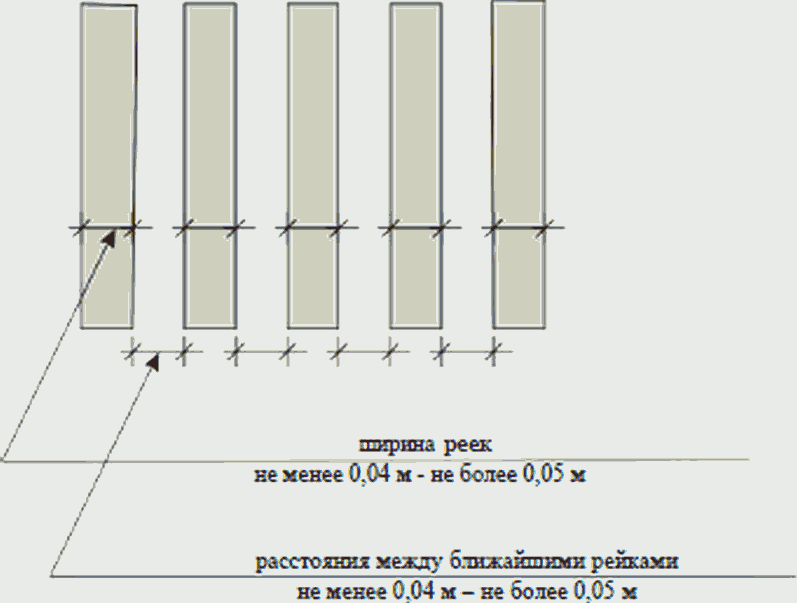 ширина реек
не менее 0,04 м - не более 0,05 м
расстояния между ближайшими рейками
не менее 0,04 м – не более 0,05 м